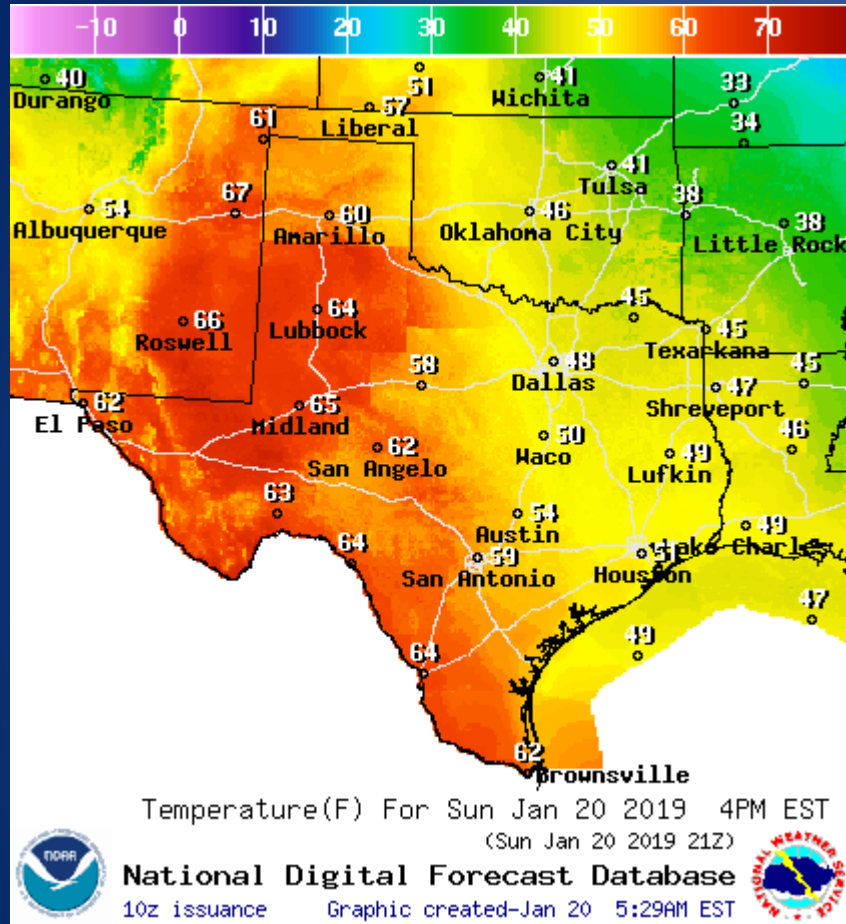 -10 0 10 20 30 40 50 60 70
40
Durango
51
41
Wichita
57
Liberal
33
61
34
41
Tulsa
54
Albuquerque
67
60
Amarillo
46
Oklahoma City
38
38
Little Rock
66
Roswell
64
Lubbock
45
45
Texarkana
58
48
Dallas
47
Shreveport
45
62
El Paso
65
Midland
62
San Angelo
50
Waco
49
Lufkin
46
63
54
Austin
49
Lake Charles
64
59
San Antonio
51
Houston
47
49
64
62
Brownsville
Temperature(F) For Sun Jan 20 2019 4PM EST
(Sun Jan 20 2019 21Z)
NOAA
National Digital Forecast Database
10z issuance Graphic created-Jan 20 5:29AM EST
NATIONAL WEATHER SERVICE